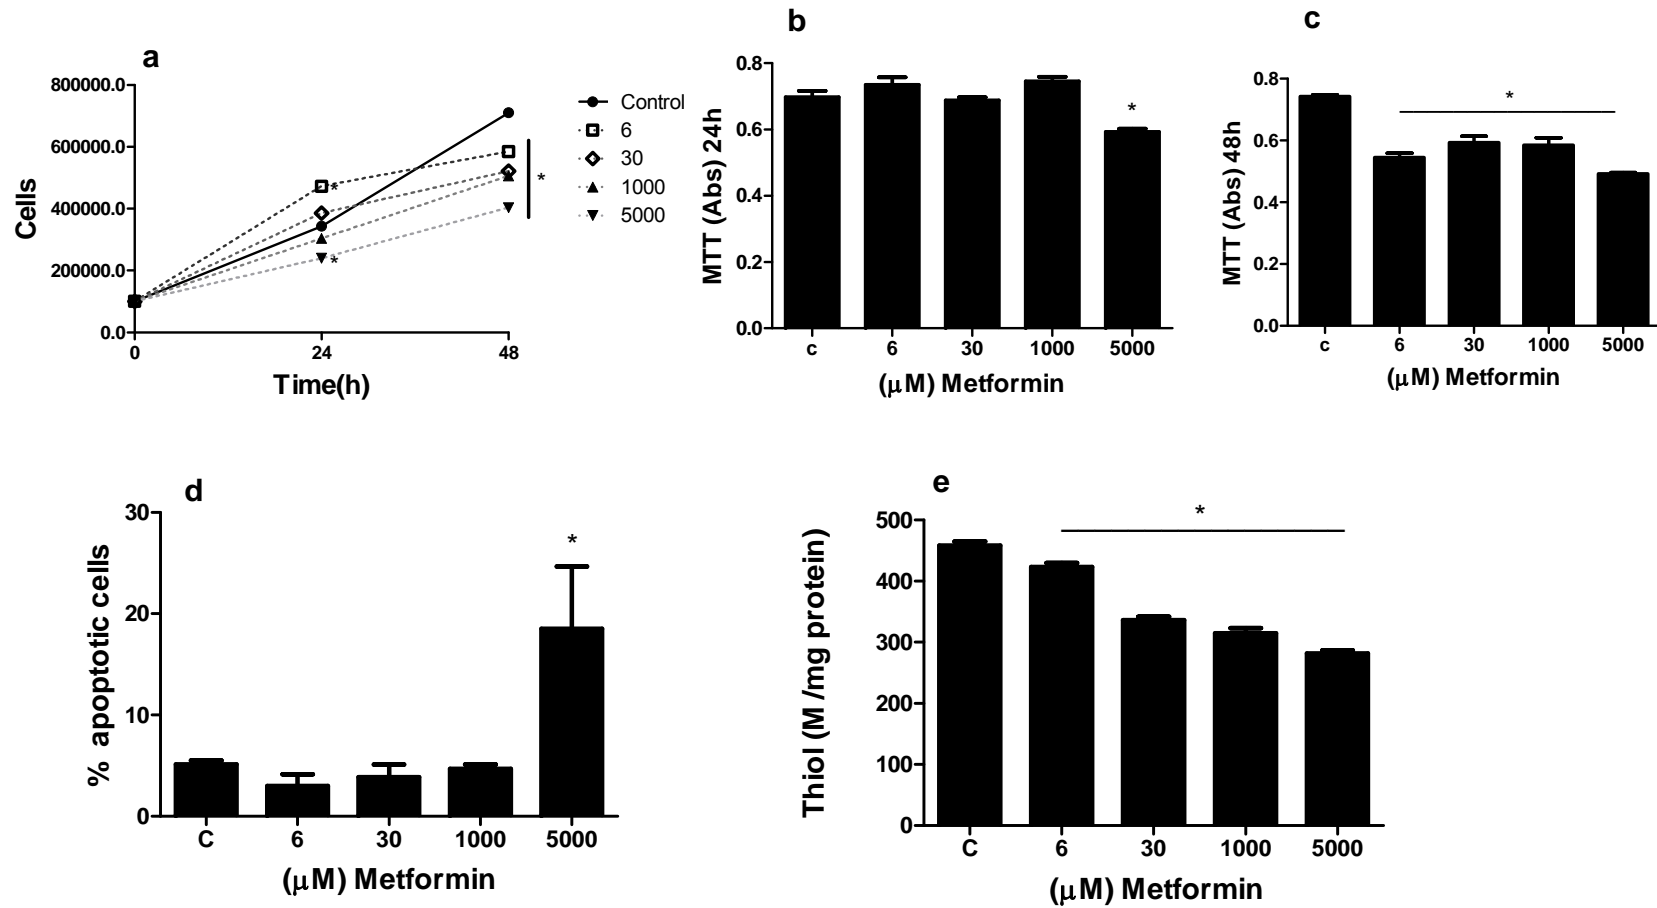 a
800000.0
600000.0
400000.0
200000.0
0.0
Cells
0 24 48
Time(h)
Control
6
30
1000
5000
*
*
*
b
0.8
0.6
0.4
0.2
0.0
MTT (Abs) 24h
*
c 6 30 1000 5000
(μM) Metformin
c
0.8
0.6
0.4
0.2
0.0
MTT (Abs) 48h
*
c 6 30 1000 5000
(μM) Metformin
d
30
20
10
0
% apoptotic cells
*
C 6 30 1000 5000
(μM) Metformin
e
500
400
300
200
100
0
Thiol (M /mg protein)
*
C 6 30 1000 5000
(μM) Metformin